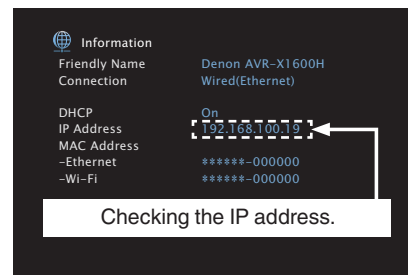 Information
Friendly Name Denon AVR-X1600H
Connection Wired(Ethernet)
DHCP On
IP Address 192.168.100.19
MAC Address
-Ethernet ******-000000
-Wi-Fi ******-000000
Checking the IP address.